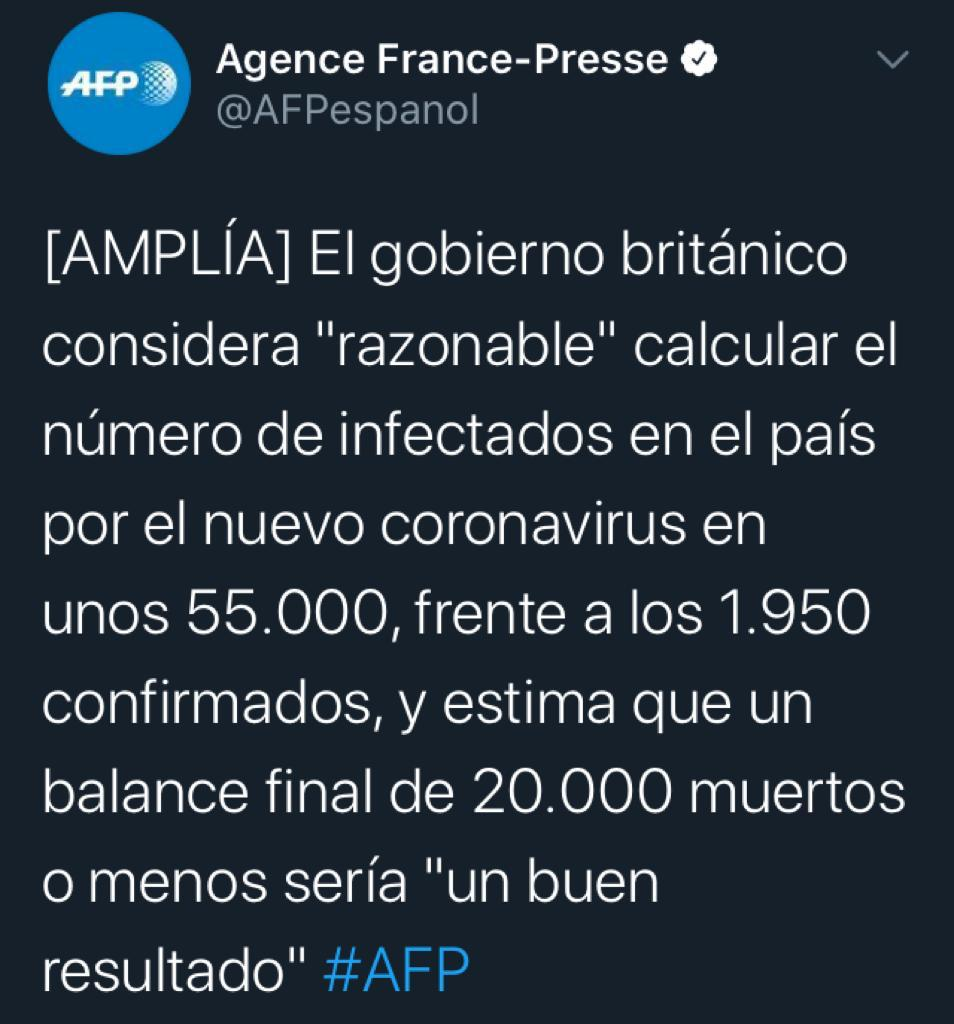 AFP
Agence France-Presse
@AFPespanol
[AMPLÍA] El gobierno británico
considera "razonable" calcular el
número de infectados en el país
por el nuevo coronavirus en
unos 55.000, frente a los 1.950
confirmados, y estima que un
balance final de 20.000 muertos
o menos sería "un buen
resultado" #AFP